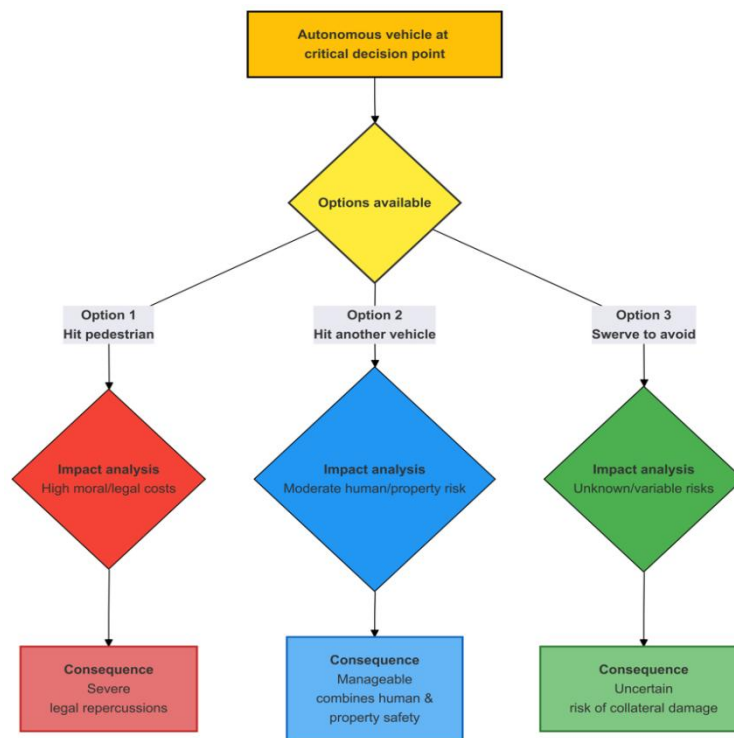 Autonomous vehicle at
critical decision point
Options available
Option 1
Hit pedestrian
Option 2
Hit another vehicle
Option 3
Swerve to avoid
Impact analysis
High moral/legal costs
Impact analysis
Moderate human/property risk
Impact analysis
Unknown/variable risks
Consequence
Severe
legal repercussions
Consequence
Manageable
combines human &
property safety
Consequence
Uncertain
risk of collateral damage